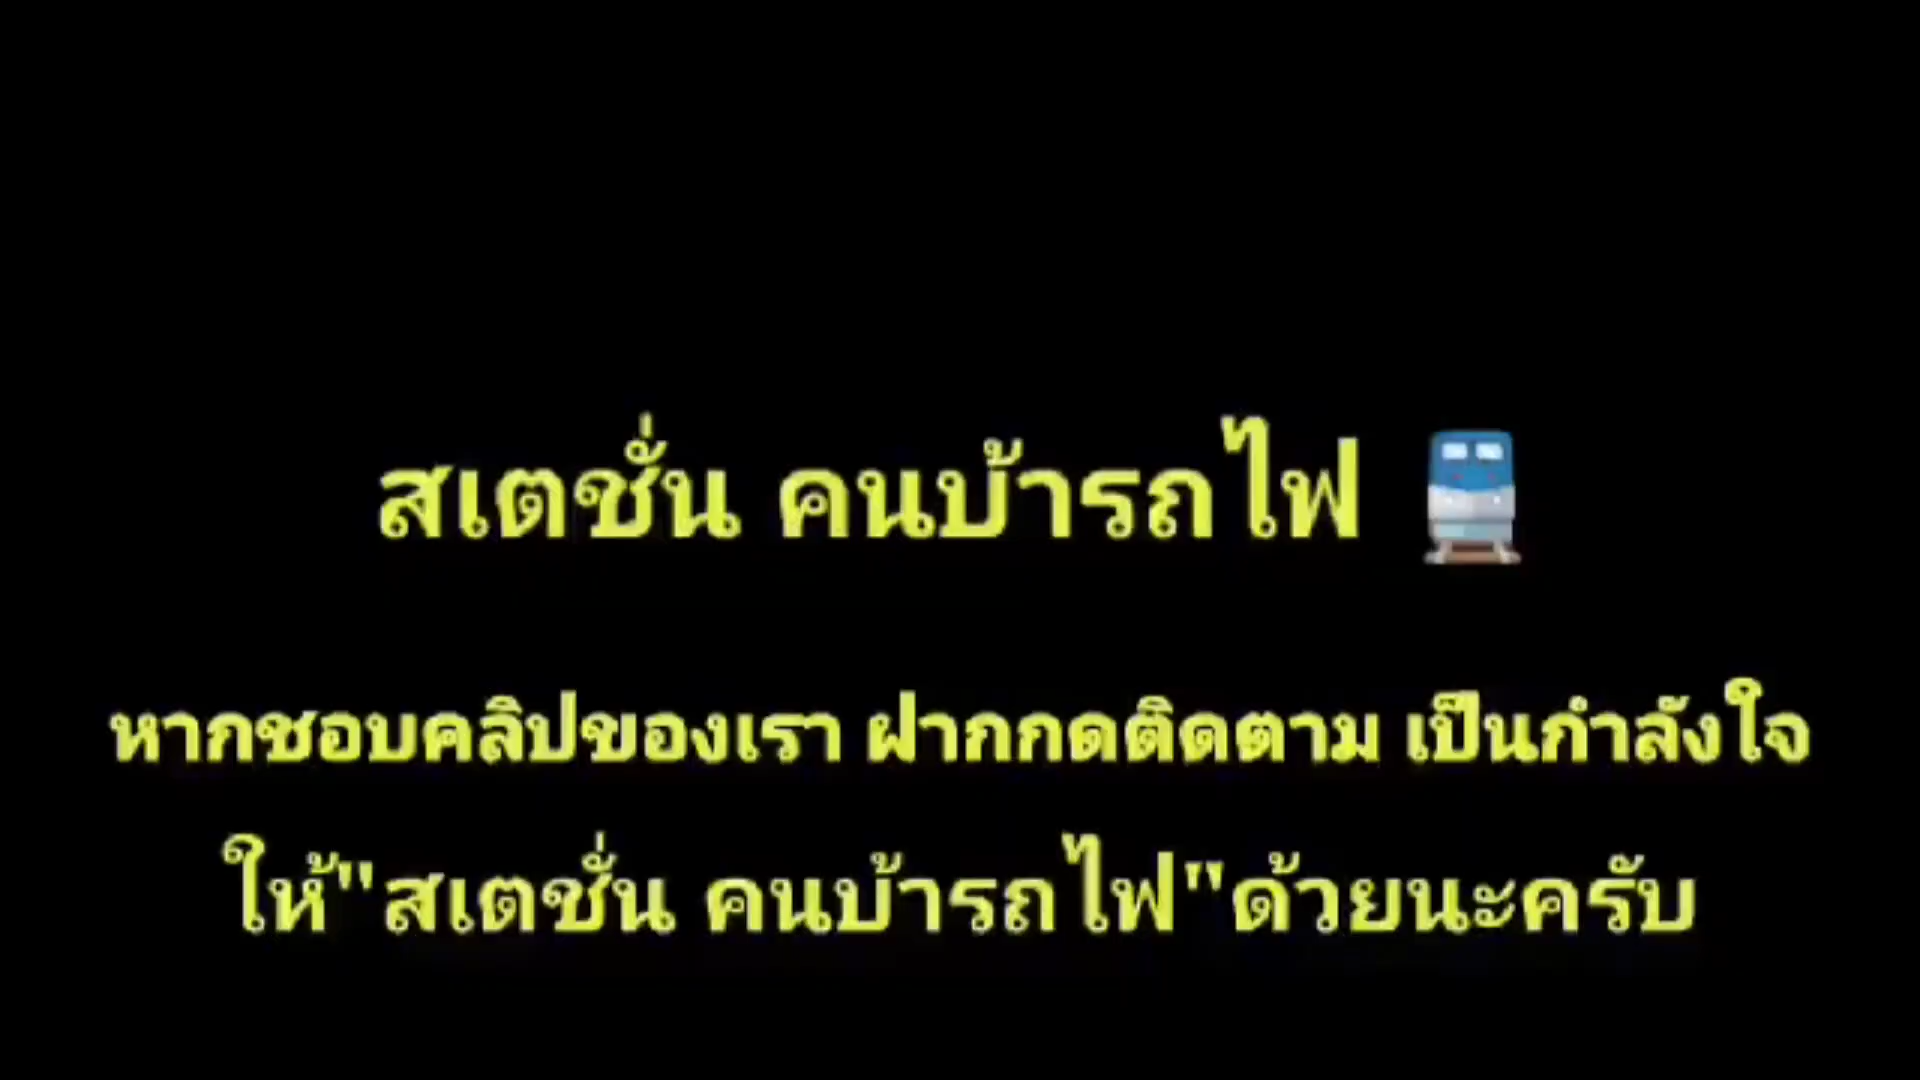 สเตชั่น คนบ้ารถไฟ 🚆
หากชอบคลิปของเรา ฝากกดติดตาม เป็นกำลังใจ
ให้"สเตชั่น คนบ้ารถไฟ"ด้วยนะครับ